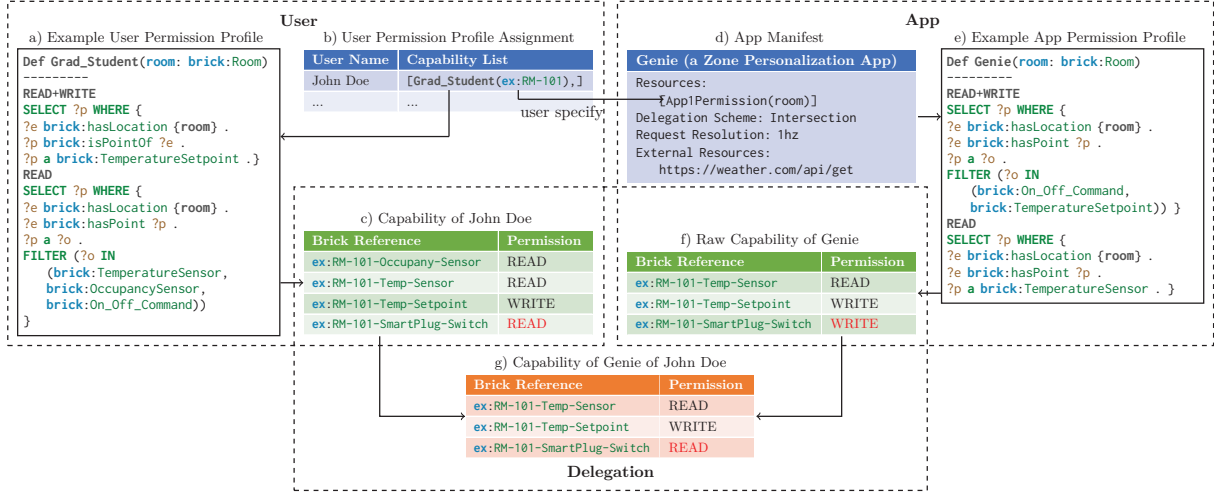 User
a) Example User Permission Profile
Def Grad_Student(room: brick:Room)
---------
READ+WRITE
SELECT ?p WHERE {
?e brick:hasLocation {room} .
?p brick:isPointOf ?e .
?p a brick:TemperatureSetpoint .}
READ
SELECT ?p WHERE {
?e brick:hasLocation {room} .
?e brick:hasPoint ?p .
?p a ?o .
FILTER (?o IN
(brick:TemperatureSensor,
brick:OccupancySensor,
brick:On_Off_Command))
}
b) User Permission Profile Assignment
User Name Capability List
John Doe [Grad_Student(ex:RM-101),]
... ...
user specify
c) Capability of John Doe
Brick Reference Permission
ex:RM-101-Occupany-Sensor READ
ex:RM-101-Temp-Sensor READ
ex:RM-101-Temp-Setpoint WRITE
ex:RM-101-SmartPlug-Switch READ
App
d) App Manifest
Genie (a Zone Personalization App)
Resources:
[App1Permission(room)]
Delegation Scheme: Intersection
Request Resolution: 1hz
External Resources:
https://weather.com/api/get
e) Example App Permission Profile
Def Genie(room: brick:Room)
---------
READ+WRITE
SELECT ?p WHERE {
?e brick:hasLocation {room} .
?e brick:hasPoint ?p .
?p a ?o .
FILTER (?o IN
(brick:On_Off_Command,
brick:TemperatureSetpoint)) }
READ
SELECT ?p WHERE {
?e brick:hasLocation {room} .
?e brick:hasPoint ?p .
?p a brick:TemperatureSensor . }
f) Raw Capability of Genie
Brick Reference Permission
ex:RM-101-Temp-Sensor READ
ex:RM-101-Temp-Setpoint WRITE
ex:RM-101-SmartPlug-Switch WRITE
g) Capability of Genie of John Doe
Brick Reference Permission
ex:RM-101-Temp-Sensor READ
ex:RM-101-Temp-Setpoint WRITE
ex:RM-101-SmartPlug-Switch READ
Delegation